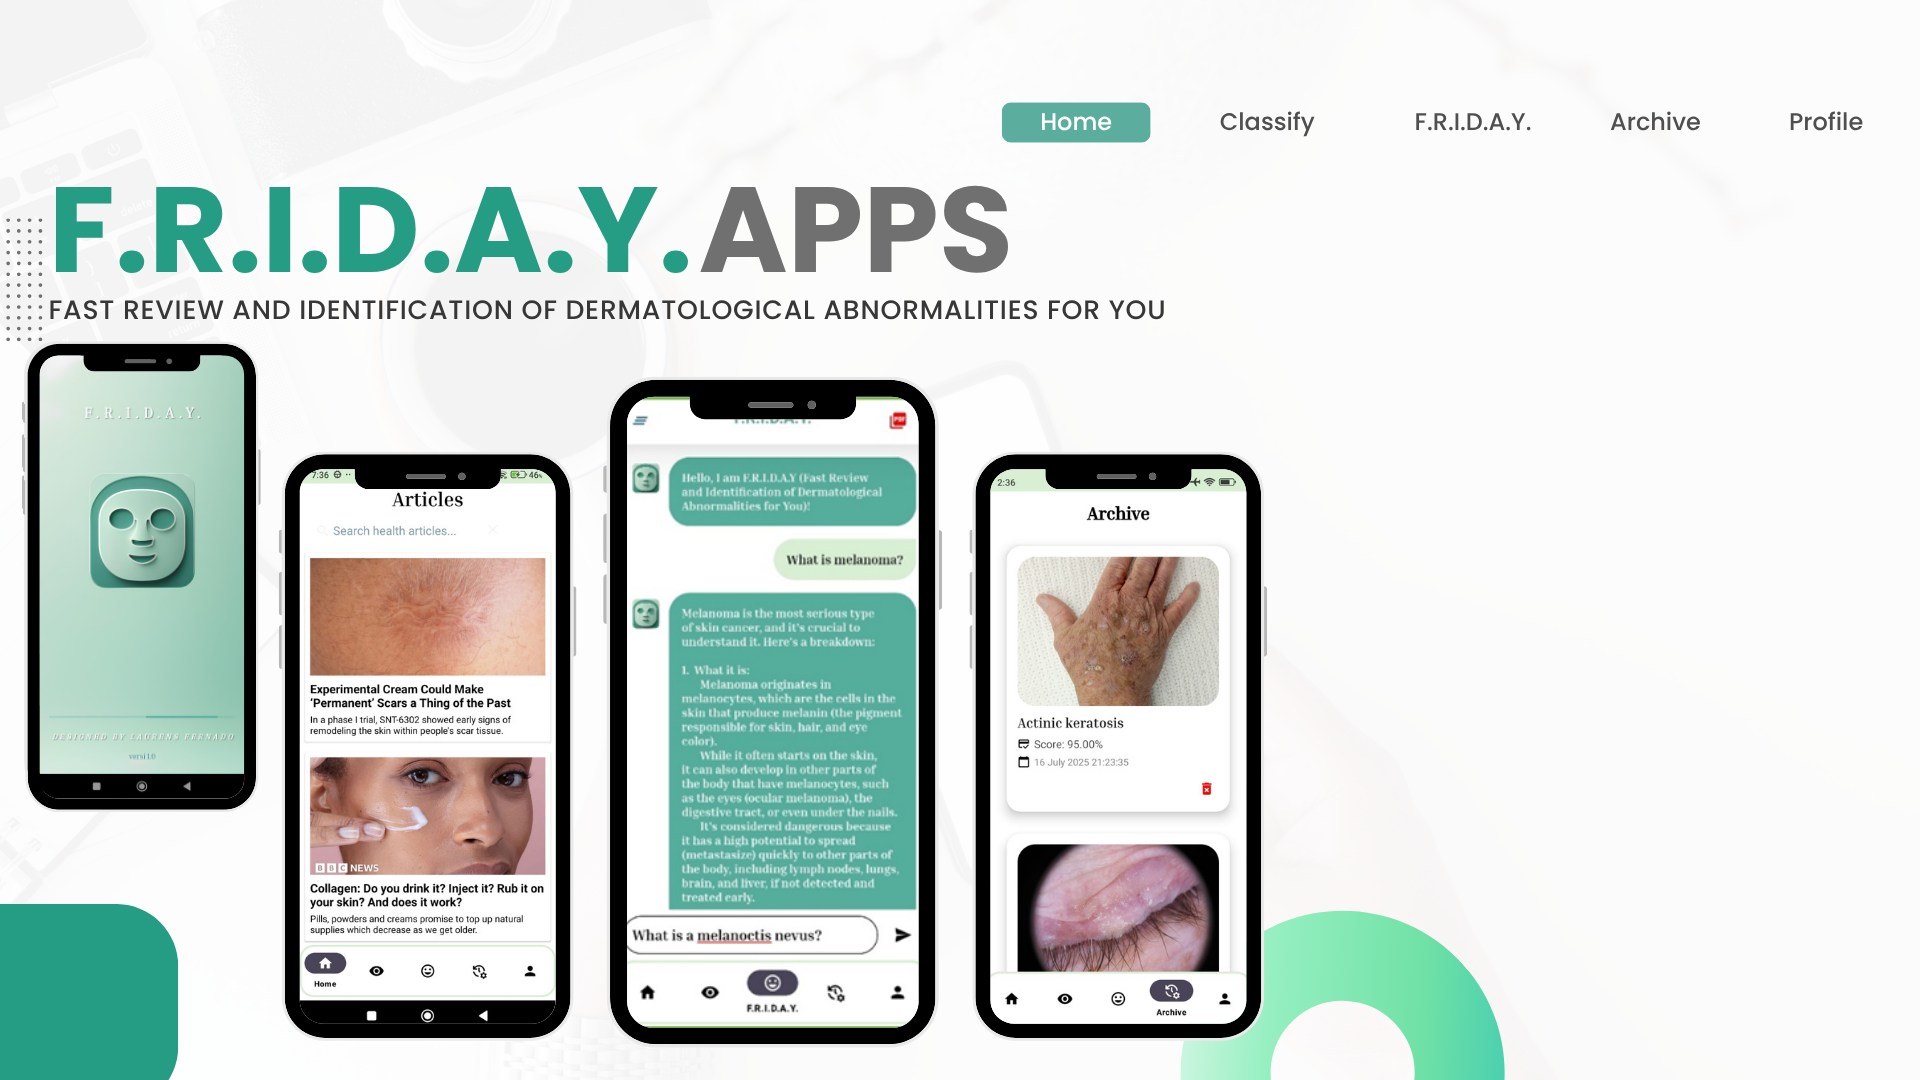 Home Classify F.R.I.D.A.Y. Archive Profile
F.R.I.D.A.Y. APPS
FAST REVIEW AND IDENTIFICATION OF DERMATOLOGICAL ABNORMALITIES FOR YOU
F.R.I.D.A.Y.
DESIGNED BY LAURENS FERNADO
versi 1.0
7:36 46%
Articles
Search health articles...
Experimental Cream Could Make
‘Permanent’ Scars a Thing of the Past
In a phase I trial, SNT-6302 showed early signs of
remodeling the skin within people's scar tissue.
BBC NEWS
Collagen: Do you drink it? Inject it? Rub it on
your skin? And does it work?
Pills, powders and creams promise to top up natural
supplies which decrease as we get older.
Home
F.R.I.D.A.Y.
PDF
Hello, I am F.R.I.D.A.Y (Fast Review
and Identification of Dermatological
Abnormalities for You)!
What is melanoma?
Melanoma is the most serious type
of skin cancer, and it's crucial to
understand it. Here's a breakdown:
1. What it is:
Melanoma originates in
melanocytes, which are the cells in the
skin that produce melanin (the pigment
responsible for skin, hair, and eye
color).
While it often starts on the skin,
it can also develop in other parts of
the body that have melanocytes, such
as the eyes (ocular melanoma), the
digestive tract, or even under the nails.
It's considered dangerous because
it has a high potential to spread
(metastasize) quickly to other parts of
the body, including lymph nodes, lungs,
brain, and liver, if not detected and
treated early.
What is a melanoctis nevus?
F.R.I.D.A.Y.
2:36
Archive
Actinic keratosis
Score: 95.00%
16 July 2025 21:23:35
Archive